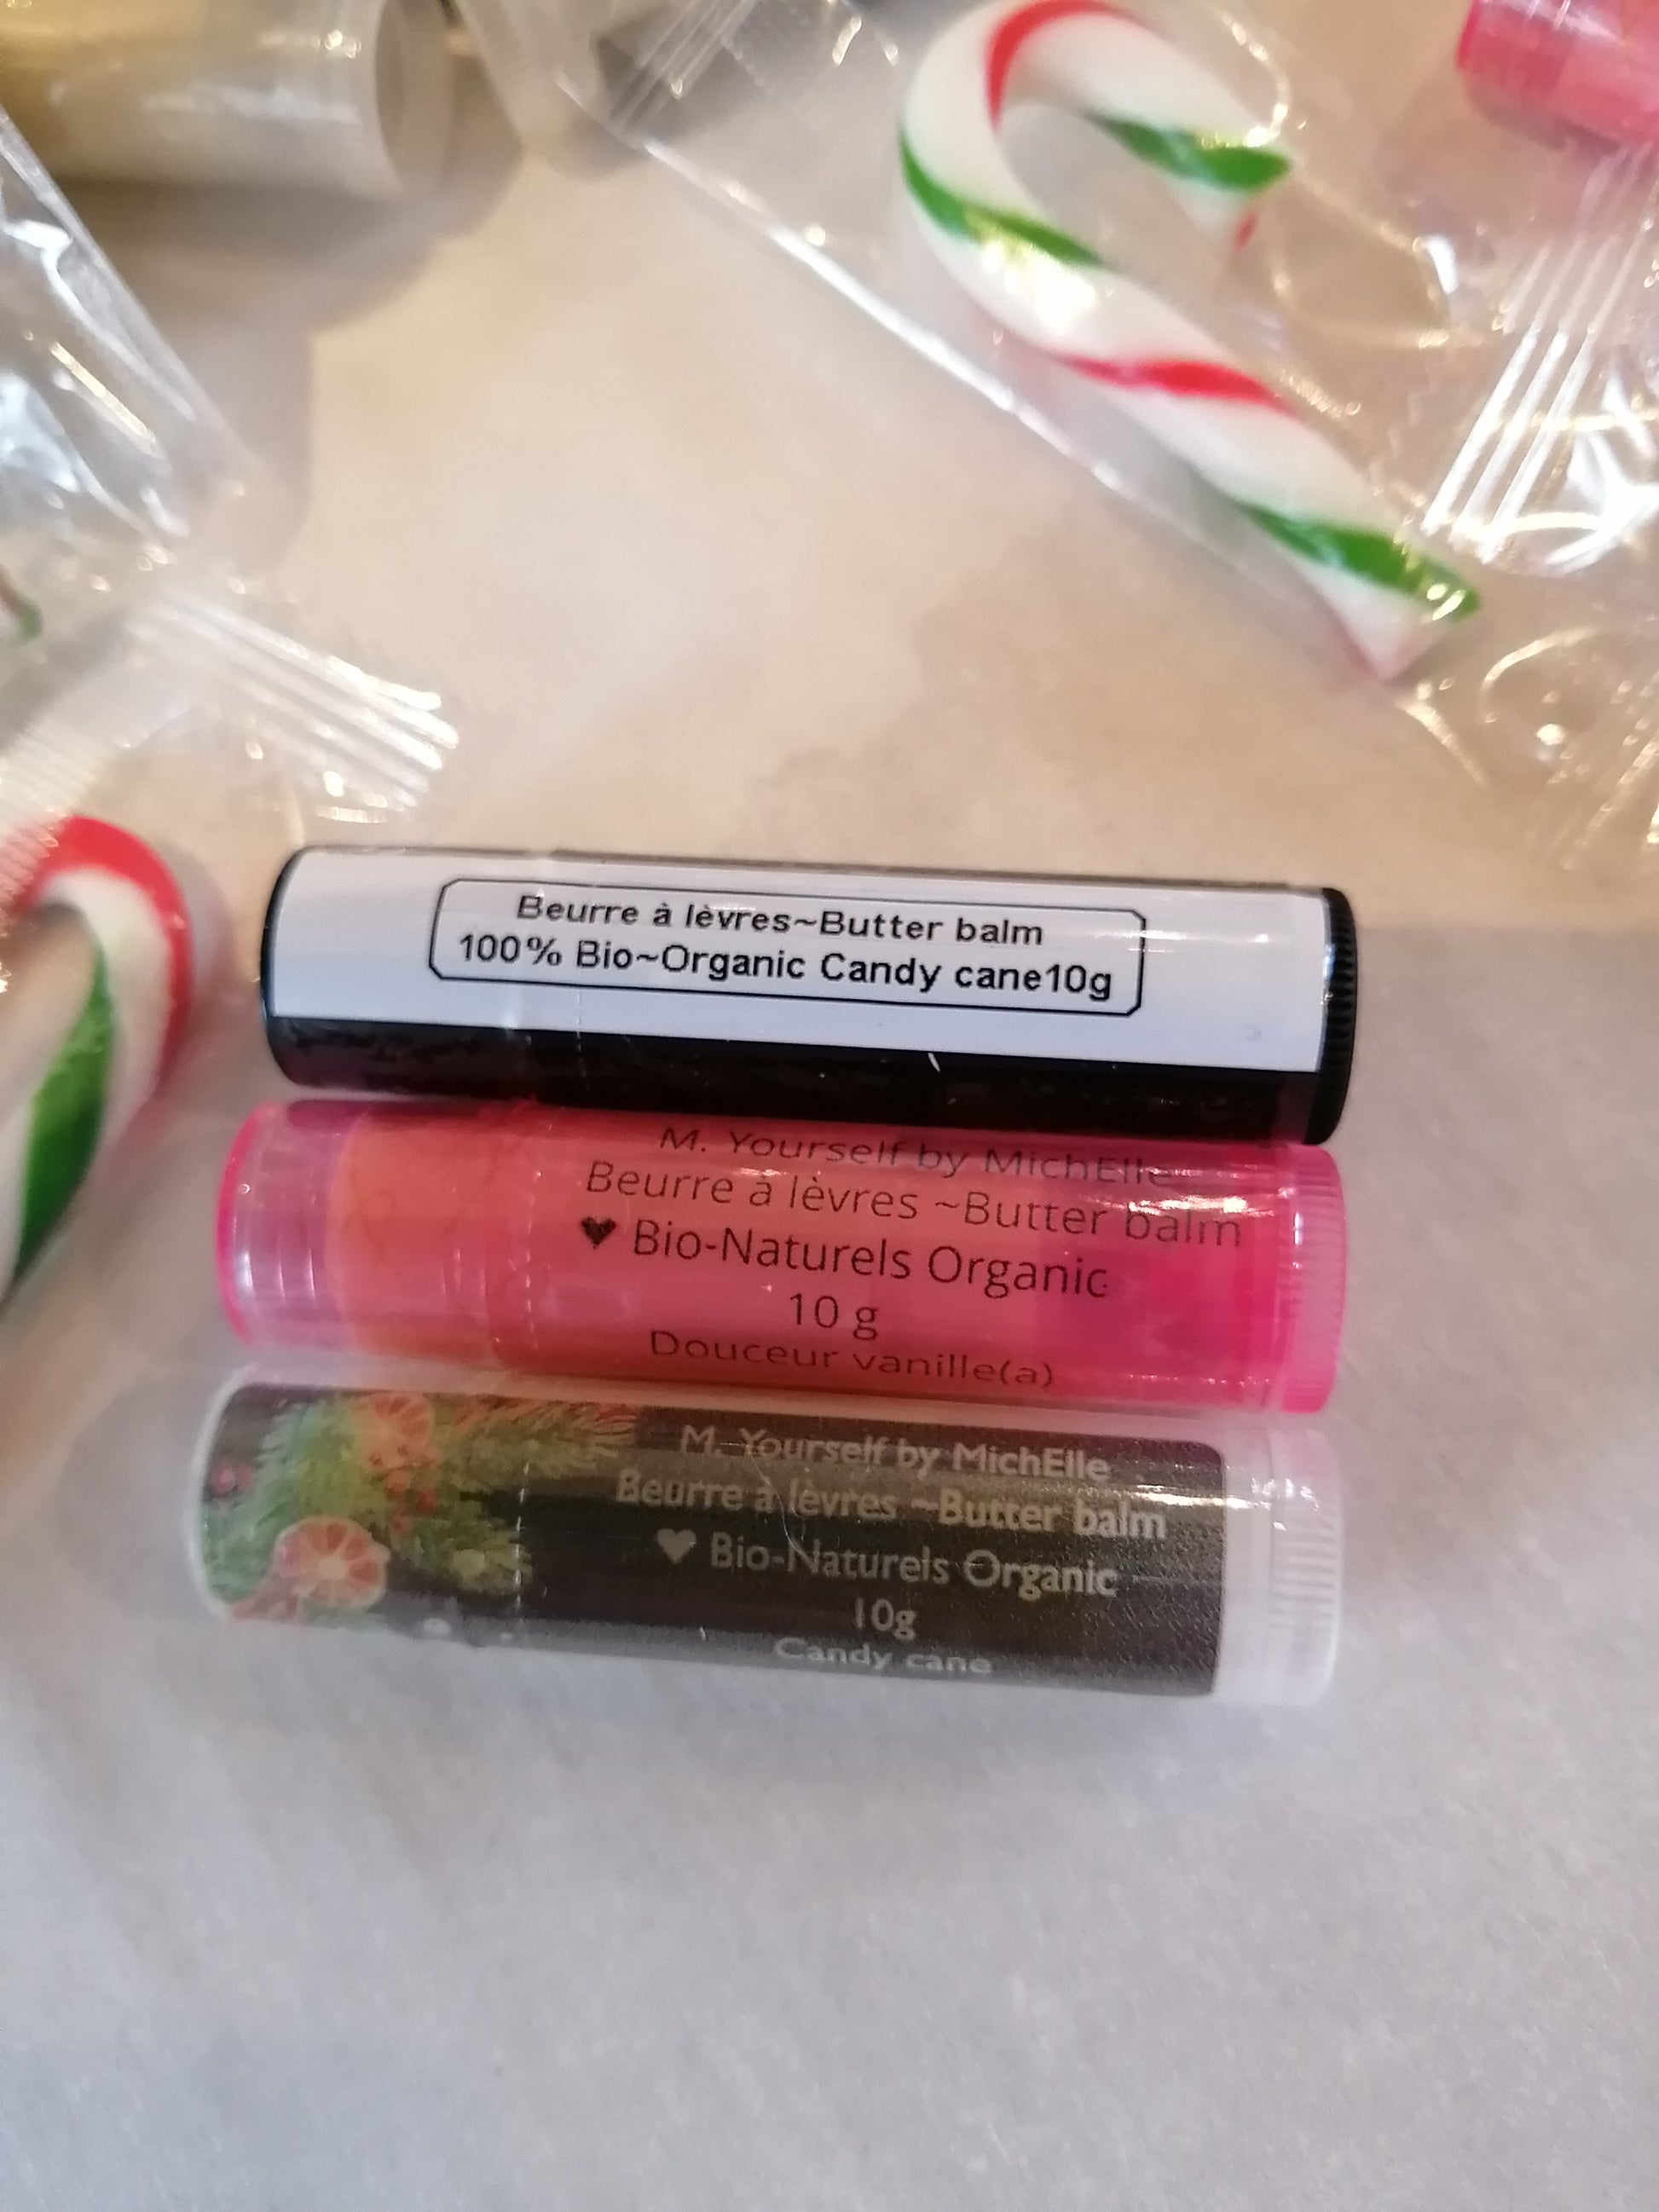 Beurre à lèvres~Butter balm
100% Bio~Organic Candy cane10g
M. Yourself by MichElle
Beurre à lèvres ~Butter balm
♥ Bio-Naturels Organic
10 g
Douceur vanille(a)
M. Yourself by MichElle
Beurre à lèvres ~Butter balm
♥ Bio-Naturels Organic
10g
Candy cane